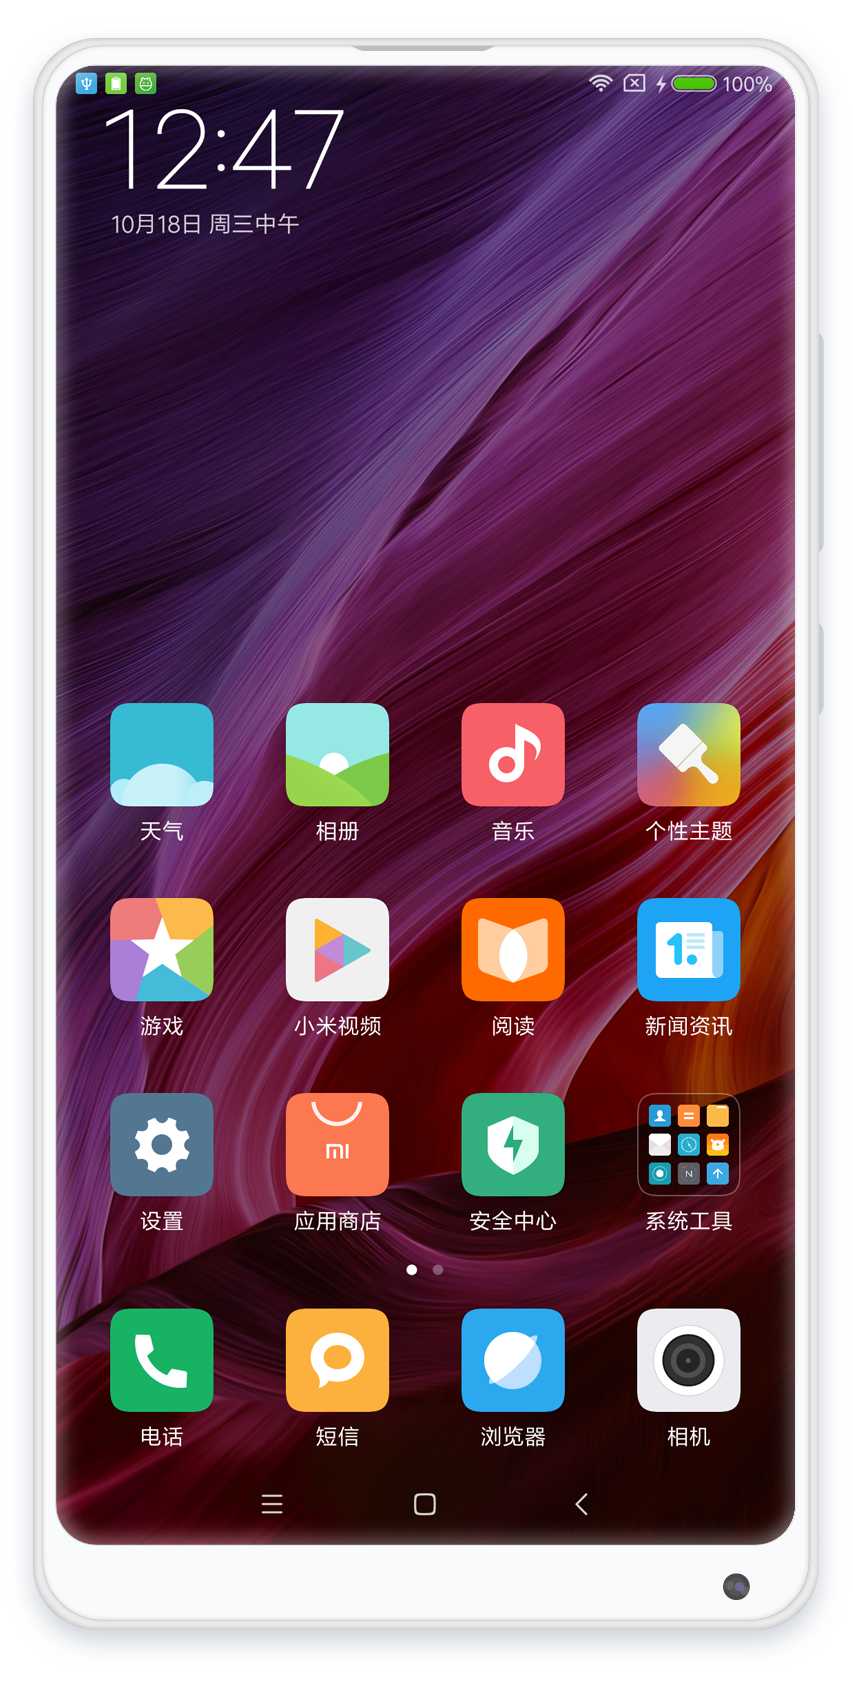 100%
12:47
10月18日 周三中午
天气 相册 音乐 个性主题
1.
游戏 小米视频 阅读 新闻资讯
mi
N
设置 应用商店 安全中心 系统工具
电话 短信 浏览器 相机